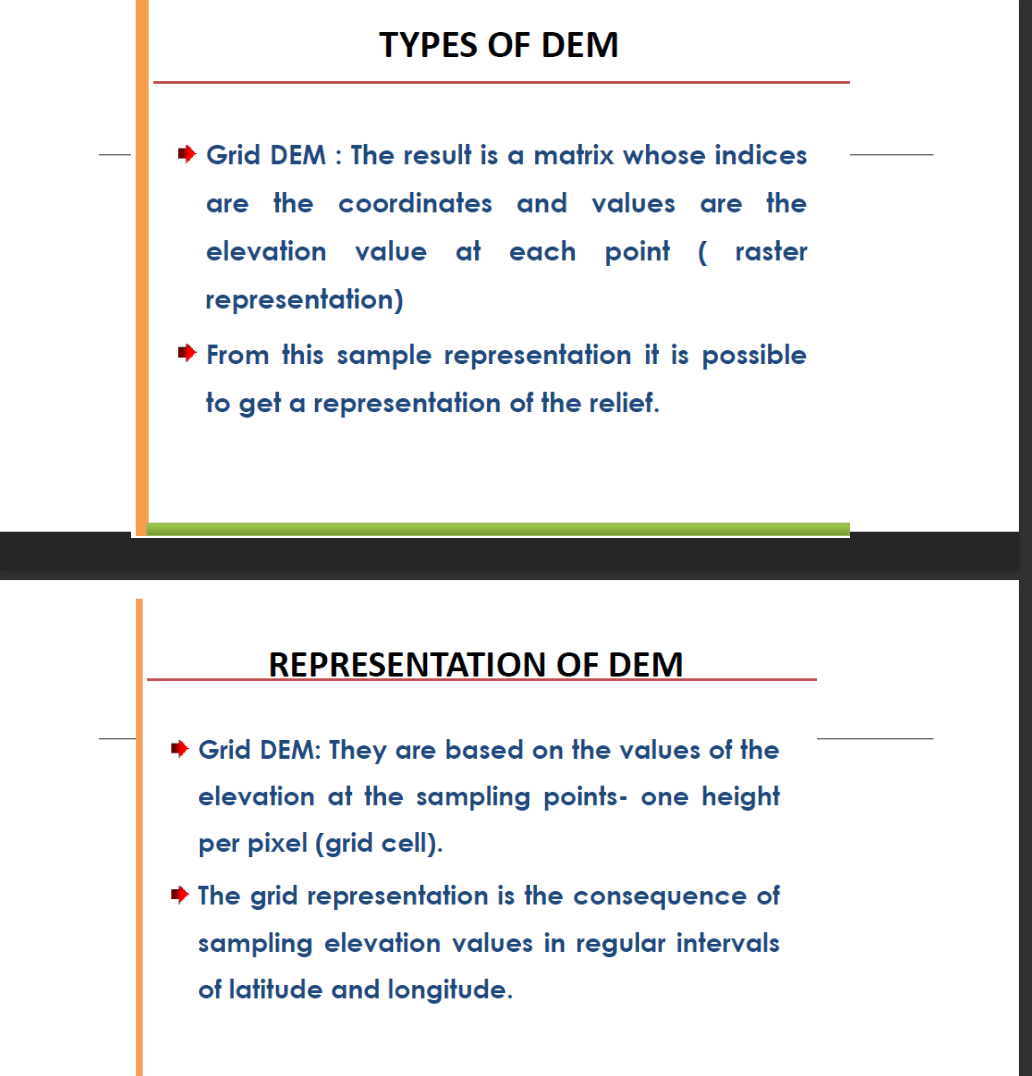 TYPES OF DEM
Grid DEM : The result is a matrix whose indices
are the coordinates and values are the
elevation value at each point ( raster
representation)
From this sample representation it is possible
to get a representation of the relief.
REPRESENTATION OF DEM
Grid DEM: They are based on the values of the
elevation at the sampling points- one height
per pixel (grid cell).
The grid representation is the consequence of
sampling elevation values in regular intervals
of latitude and longitude.